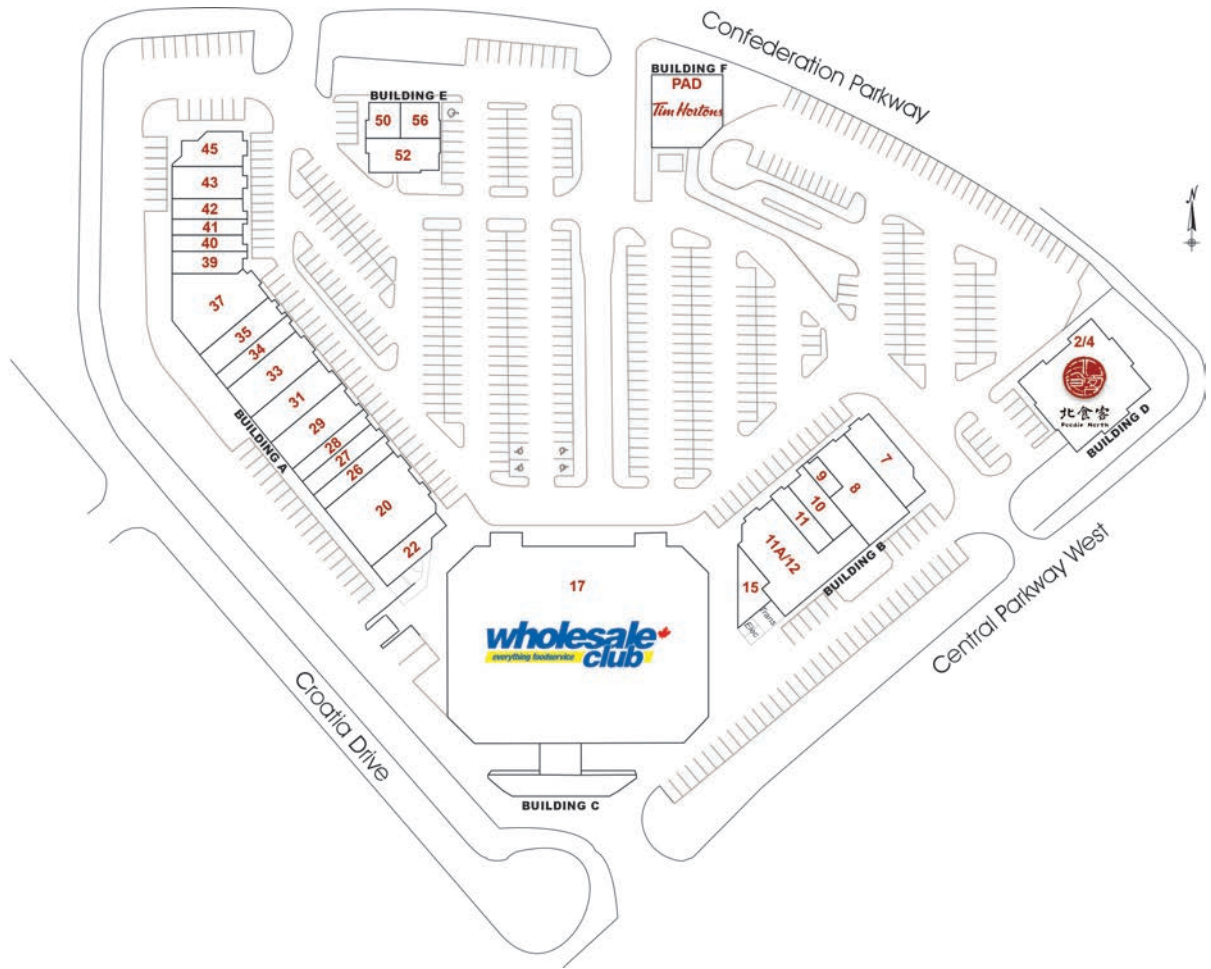 Confederation Parkway
BUILDING F
PAD
Tim Hortons
BUILDING E
50
56
52
N
45
43
42
41
40
39
37
35
34
33
31
29
28
27
26
20
22
BUILDING A
2/4
北食客
Foodie North
BUILDING D
7
8
9
10
11
11A/12
15
BUILDING B
Trans
Elec
17
wholesale
club
everything foodservice
BUILDING C
Croatia Drive
Central Parkway West